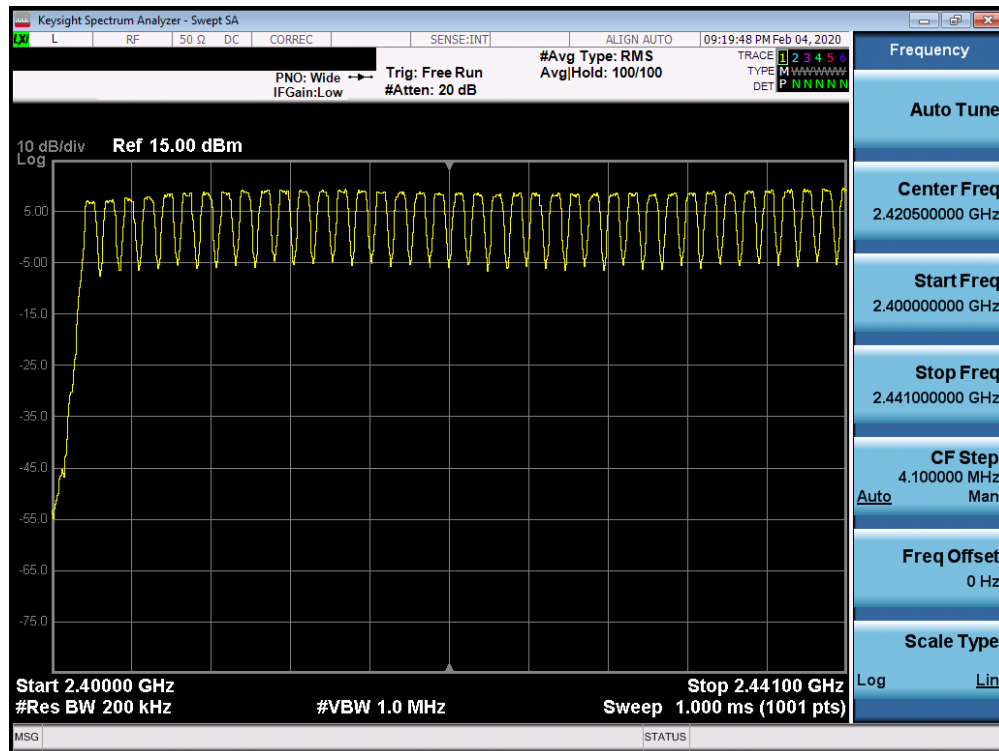 Keysight Spectrum Analyzer - Swept SA
LXI L RF 50 Ω DC CORREC SENSE:INT ALIGN AUTO 09:19:48 PM Feb 04, 2020
PNO: Wide
IFGain:Low
Trig: Free Run
#Atten: 20 dB
#Avg Type: RMS
Avg|Hold: 100/100
TRACE 1 2 3 4 5 6
TYPE M WWWWW
DET P N N N N N
10 dB/div Ref 15.00 dBm
Log
5.00
-5.00
-15.0
-25.0
-35.0
-45.0
-55.0
-65.0
-75.0
Start 2.40000 GHz Stop 2.44100 GHz
#Res BW 200 kHz #VBW 1.0 MHz Sweep 1.000 ms (1001 pts)
MSG STATUS
Frequency
Auto Tune
Center Freq
2.420500000 GHz
Start Freq
2.400000000 GHz
Stop Freq
2.441000000 GHz
CF Step
4.100000 MHz
Auto Man
Freq Offset
0 Hz
Scale Type
Log Lin